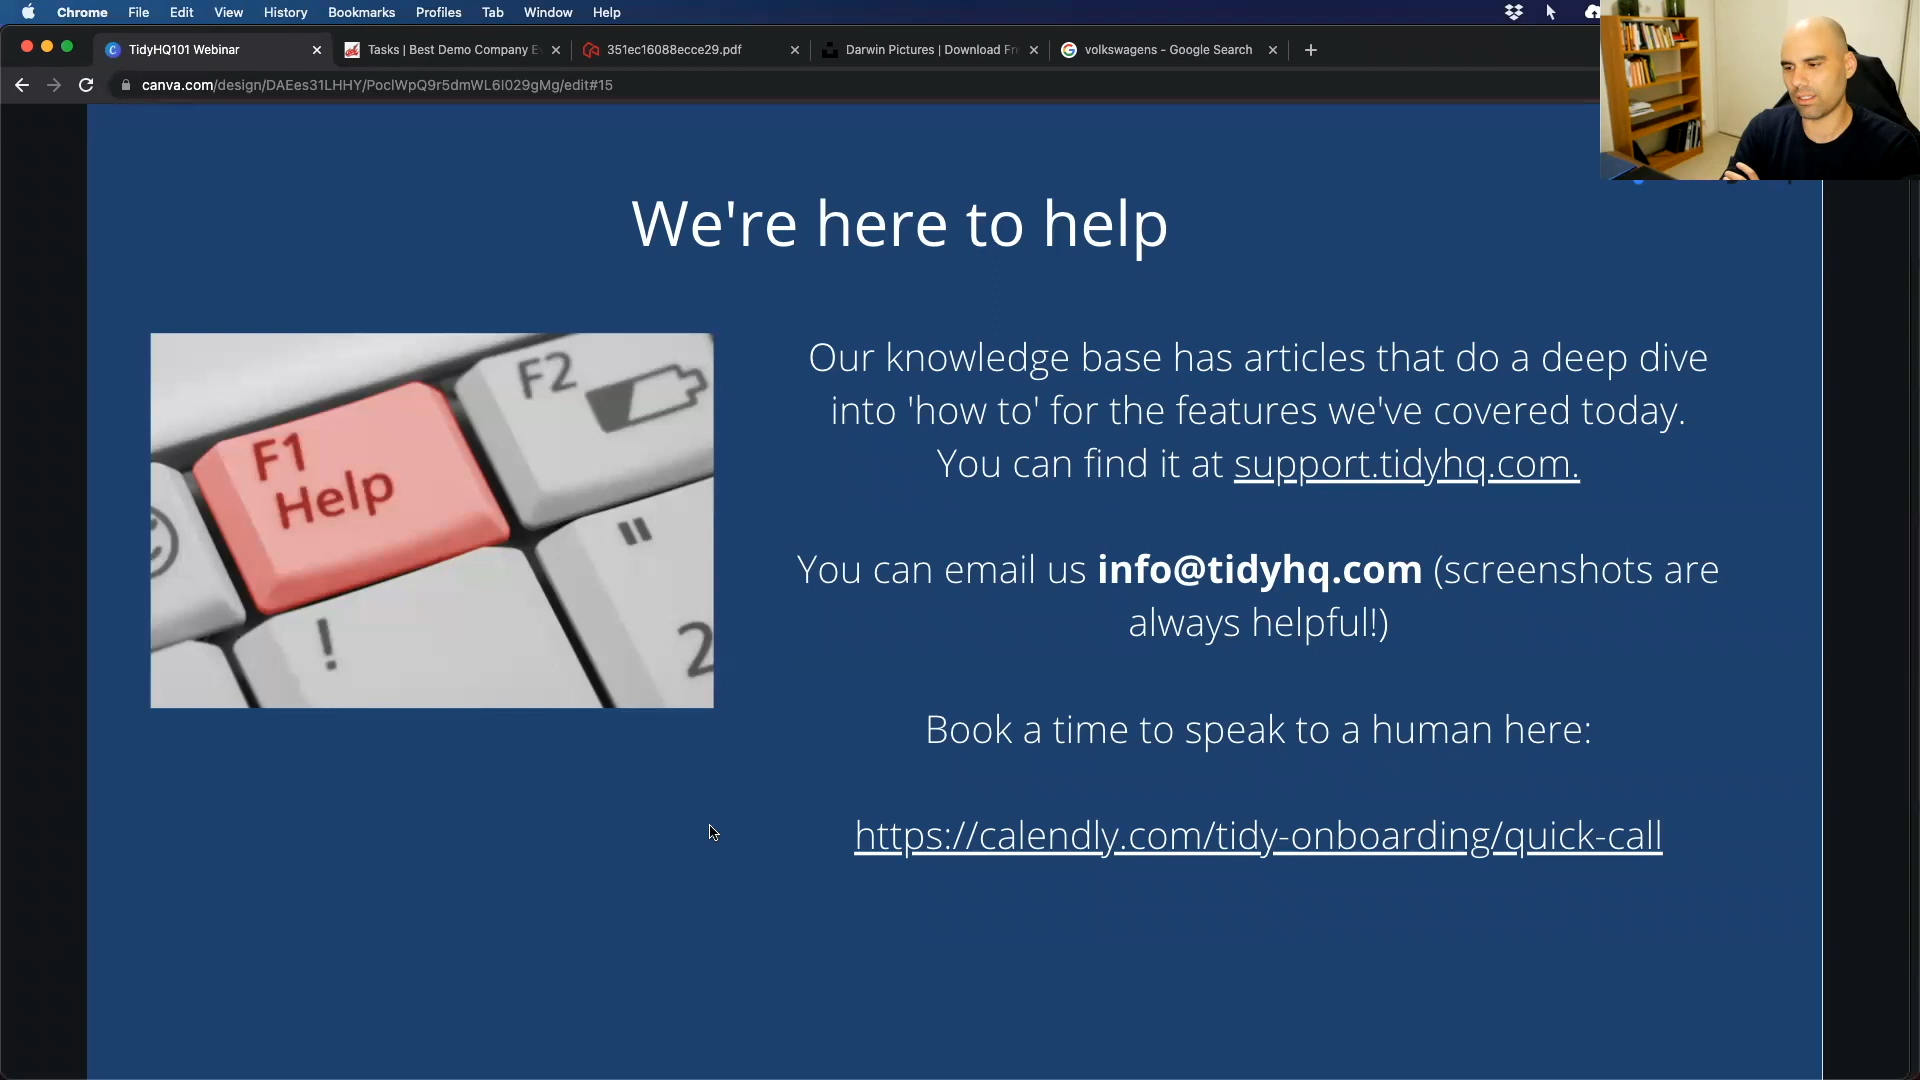 Chrome File Edit View History Bookmarks Profiles Tab Window Help
TidyHQ101 Webinar
Tasks | Best Demo Company
351ec16088ecce29.pdf
Darwin Pictures | Download
volkswagens - Google Search
canva.com/design/DAEes31LHHY/PoclWpQ9r5dmWL6I029gMg/edit#15
We're here to help
F1
Help
F2
!
"
2
Our knowledge base has articles that do a deep dive
into 'how to' for the features we've covered today.
You can find it at support.tidyhq.com.
You can email us info@tidyhq.com (screenshots are
always helpful!)
Book a time to speak to a human here:
https://calendly.com/tidy-onboarding/quick-call